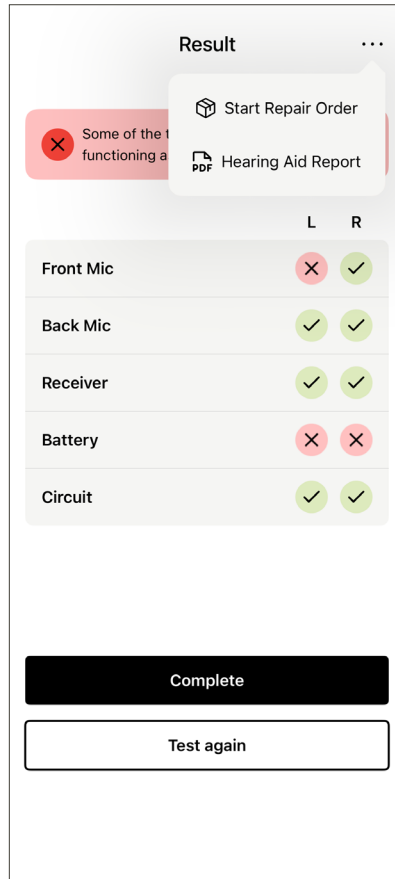 Result
Start Repair Order
PDF Hearing Aid Report
Some of the
functioning a
L R
Front Mic
Back Mic
Receiver
Battery
Circuit
Complete
Test again